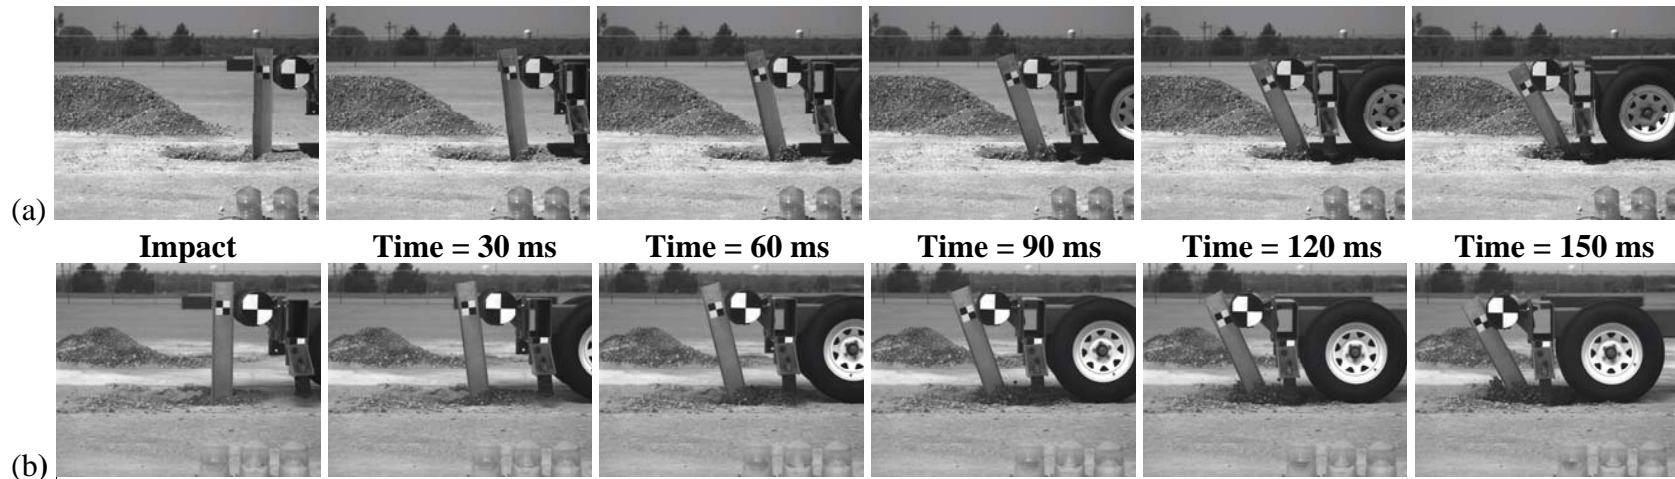 (a)
Impact Time = 30 ms Time = 60 ms Time = 90 ms Time = 120 ms Time = 150 ms
(b)